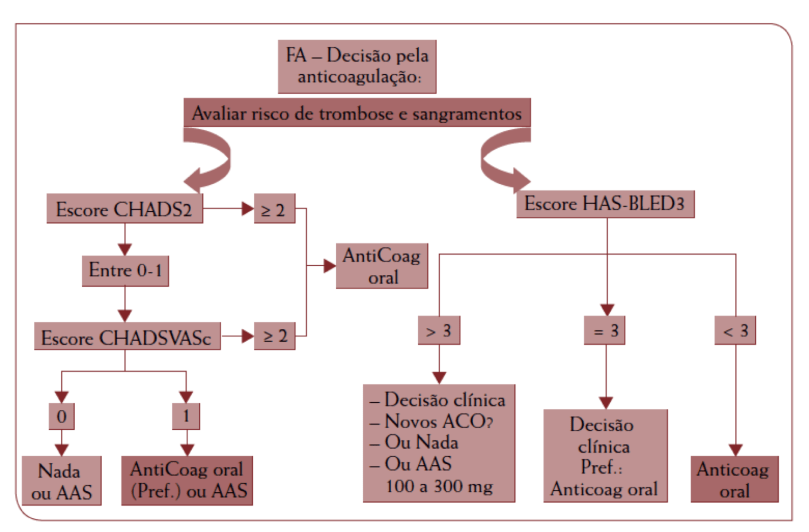 FA – Decisão pela
anticoagulação:
Avaliar risco de trombose e sangramentos
Escore CHADS2
≥ 2
Entre 0-1
AntiCoag
oral
Escore CHADSVASc
≥ 2
0
1
Nada
ou AAS
AntiCoag oral
(Pref.) ou AAS
Escore HAS-BLED3
> 3
= 3
< 3
– Decisão clínica
– Novos ACO?
– Ou Nada
– Ou AAS
100 a 300 mg
Decisão
clínica
Pref.:
Anticoag oral
Anticoag
oral